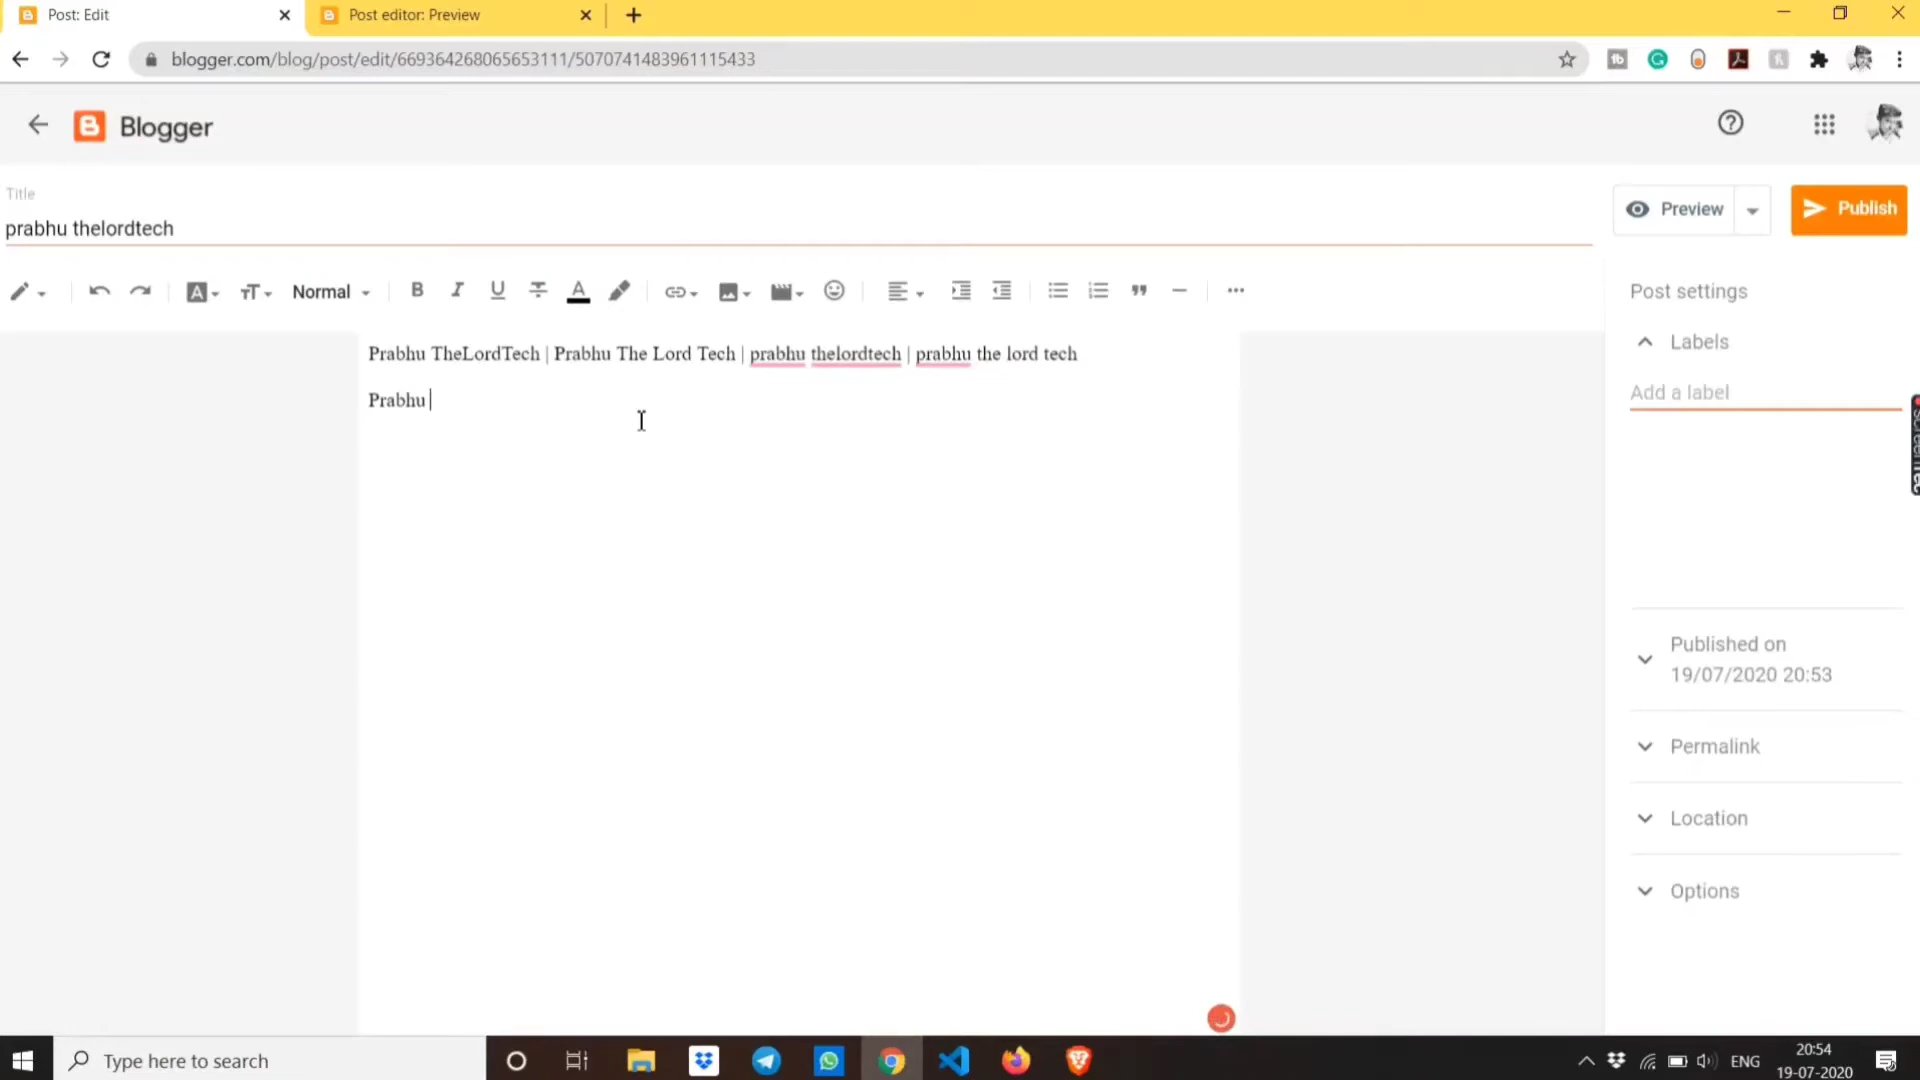 Post: Edit
Post editor: Preview
blogger.com/blog/post/edit/669364268065653111/5070741483961115433
Blogger
Title
prabhu thelordtech
Preview
Publish
Normal
Prabhu TheLordTech | Prabhu The Lord Tech | prabhu thelordtech | prabhu the lord tech
Prabhu
Post settings
Labels
Add a label
Published on
19/07/2020 20:53
Permalink
Location
Options
Type here to search
ENG
20:54
19-07-2020